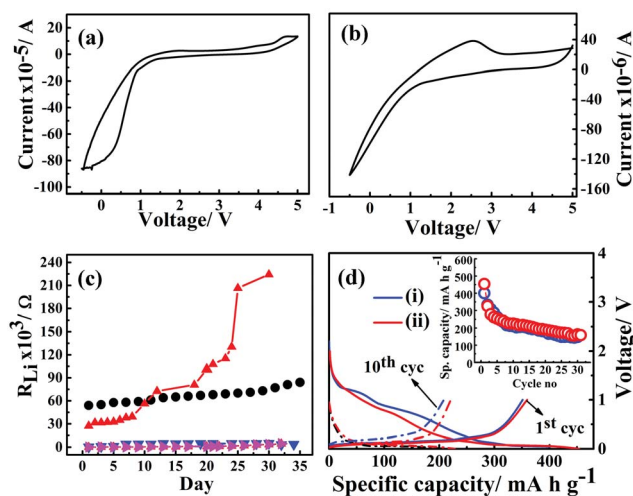 (a)
Current x10-5/ A
20
0
-20
-40
-60
-80
-100
0 1 2 3 4 5
Voltage/ V
(b)
Current x10-6/ A
40
0
-40
-80
-120
-160
-1 0 1 2 3 4 5
Voltage/ V
(c)
RLi x103/ Ω
240
210
180
150
120
90
60
30
0
0 5 10 15 20 25 30 35
Day
(d)
(i)
(ii)
10th cyc
1st cyc
Voltage/ V
4
3
2
1
0
0 100 200 300 400
Specific capacity/ mA h g-1
Sp. capacity/ mA h g-1
600
500
400
300
200
100
0 5 10 15 20 25 30
Cycle no